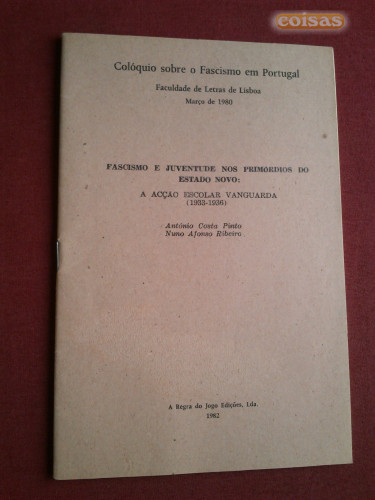 coisas
Colóquio sobre o Fascismo em Portugal
Faculdade de Letras de Lisboa
Março de 1980
FASCISMO E JUVENTUDE NOS PRIMÓRDIOS DO
ESTADO NOVO:
A ACÇÃO ESCOLAR VANGUARDA
(1933-1936)
António Costa Pinto
Nuno Afonso Ribeiro
A Regra do Jogo Edições, Lda.
1982